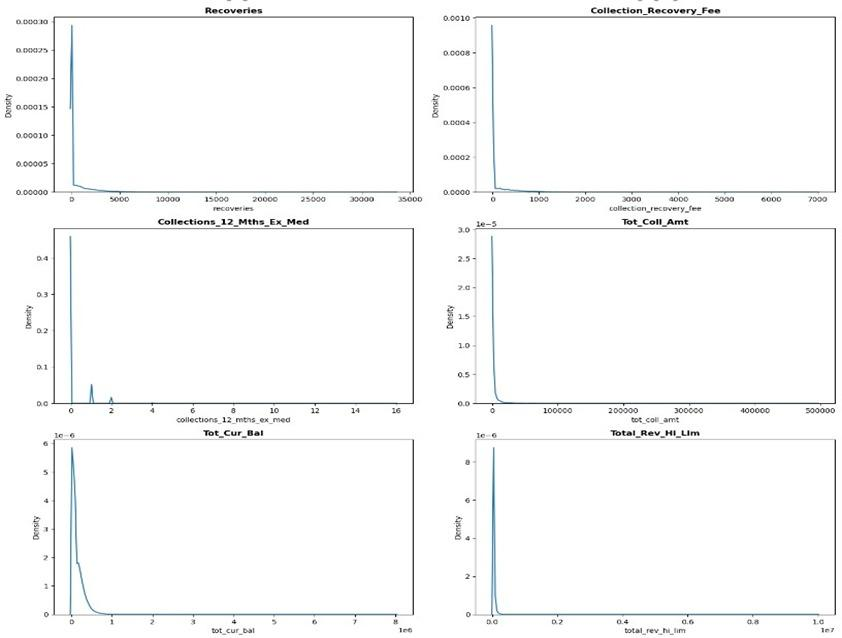 Recoveries
Density
0.00030
0.00025
0.00020
0.00015
0.00010
0.00005
0.00000
0 5000 10000 15000 20000 25000 30000 35000
recoveries
Collection_Recovery_Fee
Density
0.0010
0.0008
0.0006
0.0004
0.0002
0.0000
0 1000 2000 3000 4000 5000 6000 7000
collection_recovery_fee
Collections_12_Mths_Ex_Med
Density
0.4
0.3
0.2
0.1
0.0
0 2 4 6 8 10 12 14 16
collections_12_mths_ex_med
Tot_Coll_Amt
1e-5
Density
3.0
2.5
2.0
1.5
1.0
0.5
0.0
0 100000 200000 300000 400000 500000
tot_coll_amt
Tot_Cur_Bal
1e-6
Density
6
5
4
3
2
1
0
0 1 2 3 4 5 6 7 8
1e6
tot_cur_bal
Total_Rev_Hi_Lim
1e-6
Density
8
6
4
2
0
0.0 0.2 0.4 0.6 0.8 1.0
1e7
total_rev_hi_lim